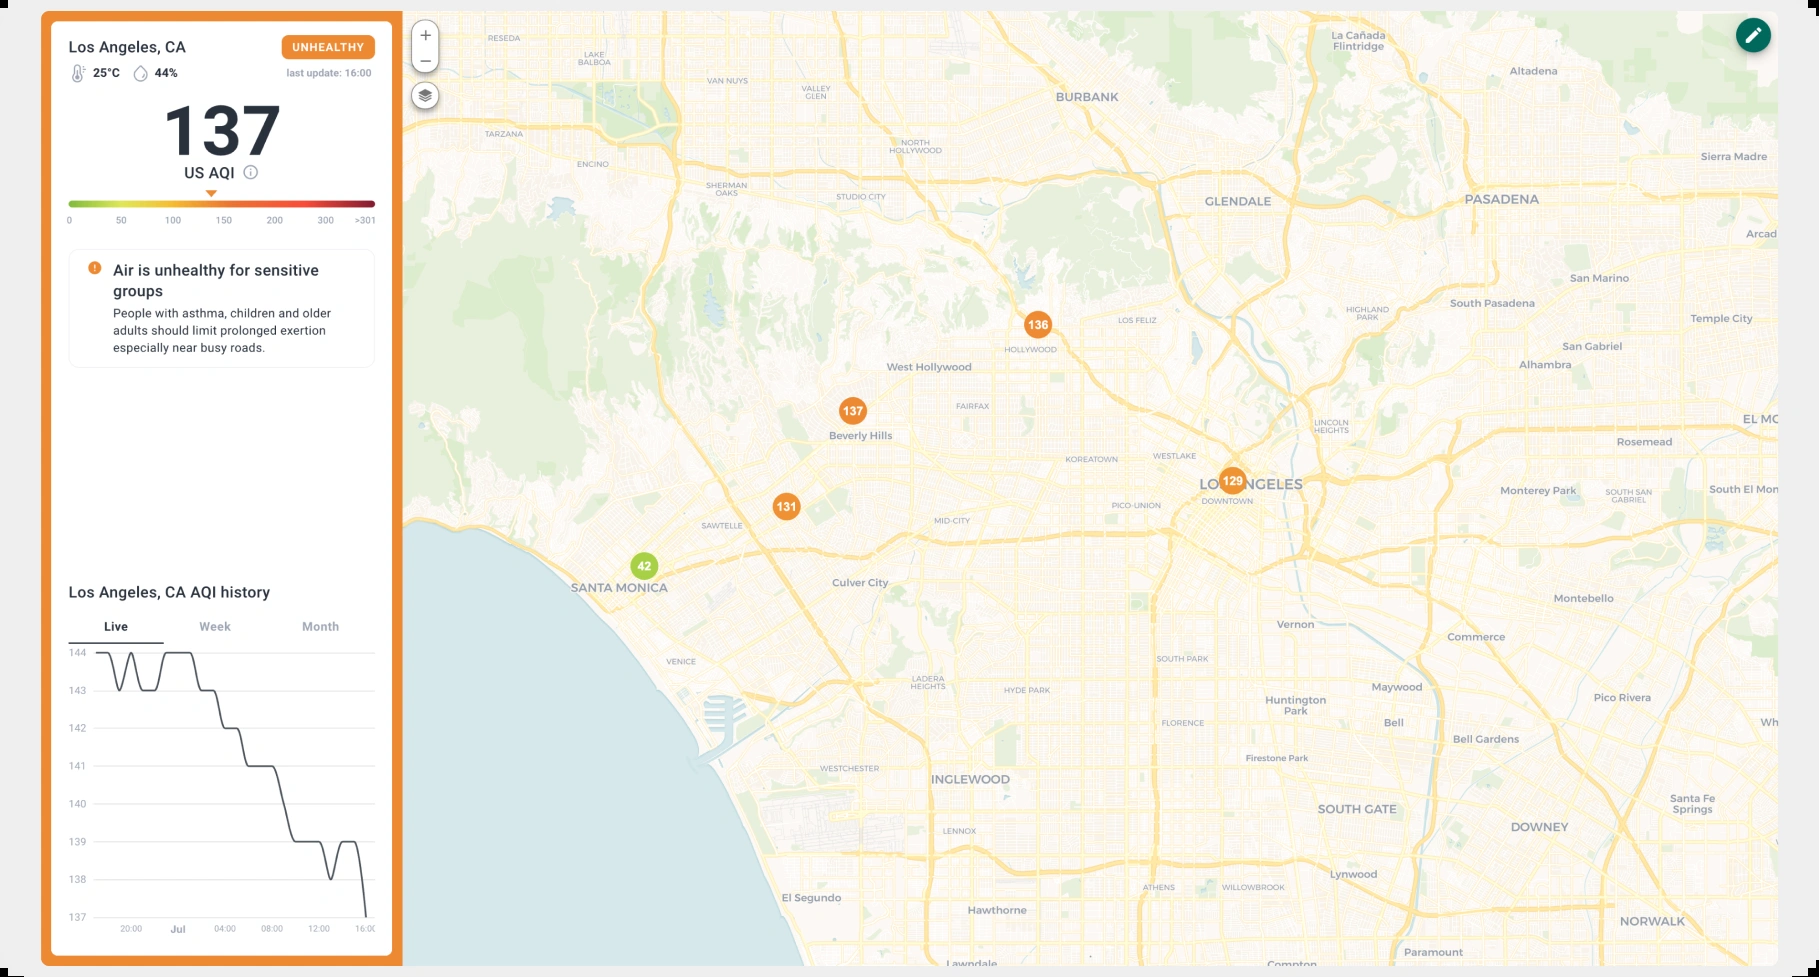 Los Angeles, CA
UNHEALTHY
25°C
44%
last update: 16:00
137
US AQI
0 50 100 150 200 300 >301
Air is unhealthy for sensitive
groups
People with asthma, children and older
adults should limit prolonged exertion
especially near busy roads.
Los Angeles, CA AQI history
Live Week Month
144
143
142
141
140
139
138
137
20:00 Jul 04:00 08:00 12:00 16:00
+
−
RESEDA
LAKE
BALBOA
VAN NUYS
VALLEY
GLEN
BURBANK
La Cañada
Flintridge
Altadena
TARZANA
ENCINO
NORTH
HOLLYWOOD
Sierra Madre
SHERMAN
OAKS
STUDIO CITY
GLENDALE
PASADENA
Arcad
San Marino
South Pasadena
HIGHLAND
PARK
Temple City
136
HOLLYWOOD
LOS FELIZ
San Gabriel
Alhambra
West Hollywood
137
Beverly Hills
FAIRFAX
LINCOLN
HEIGHTS
EL MO
Rosemead
KOREATOWN
WESTLAKE
129
LOS ANGELES
DOWNTOWN
Monterey Park
SOUTH SAN
GABRIEL
South El Mon
131
SAWTELLE
MID-CITY
PICO-UNION
42
SANTA MONICA
Culver City
Montebello
Vernon
Commerce
VENICE
SOUTH PARK
LADERA
HEIGHTS
HYDE PARK
Maywood
Huntington
Park
Pico Rivera
FLORENCE
Bell
Wh
Bell Gardens
WESTCHESTER
Firestone Park
INGLEWOOD
SOUTH GATE
Santa Fe
Springs
LENNOX
DOWNEY
Lynwood
ATHENS
WILLOWBROOK
El Segundo
Hawthorne
NORWALK
Paramount
Lawndale
Compton